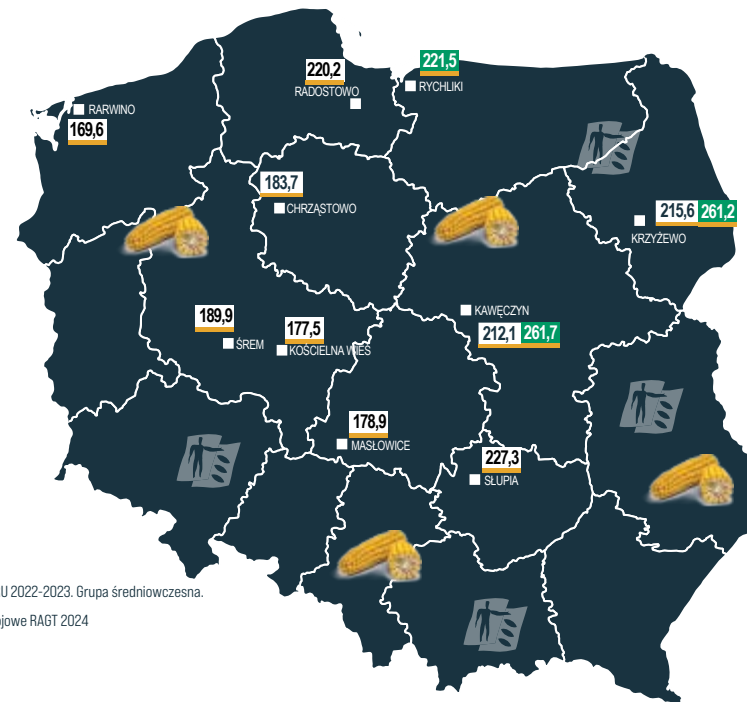 221,5
220,2
RADOSTOWO
RYCHLIKI
RARWINO
169,6
183,7
CHRZĄSTOWO
215,6 261,2
KRZYŻEWO
189,9
ŚREM
177,5
KOŚCIELNA WIEŚ
KAWĘCZYN
212,1 261,7
178,9
MASŁOWICE
227,3
SŁUPIA
U 2022-2023. Grupa średniowczesna.
jowe RAGT 2024